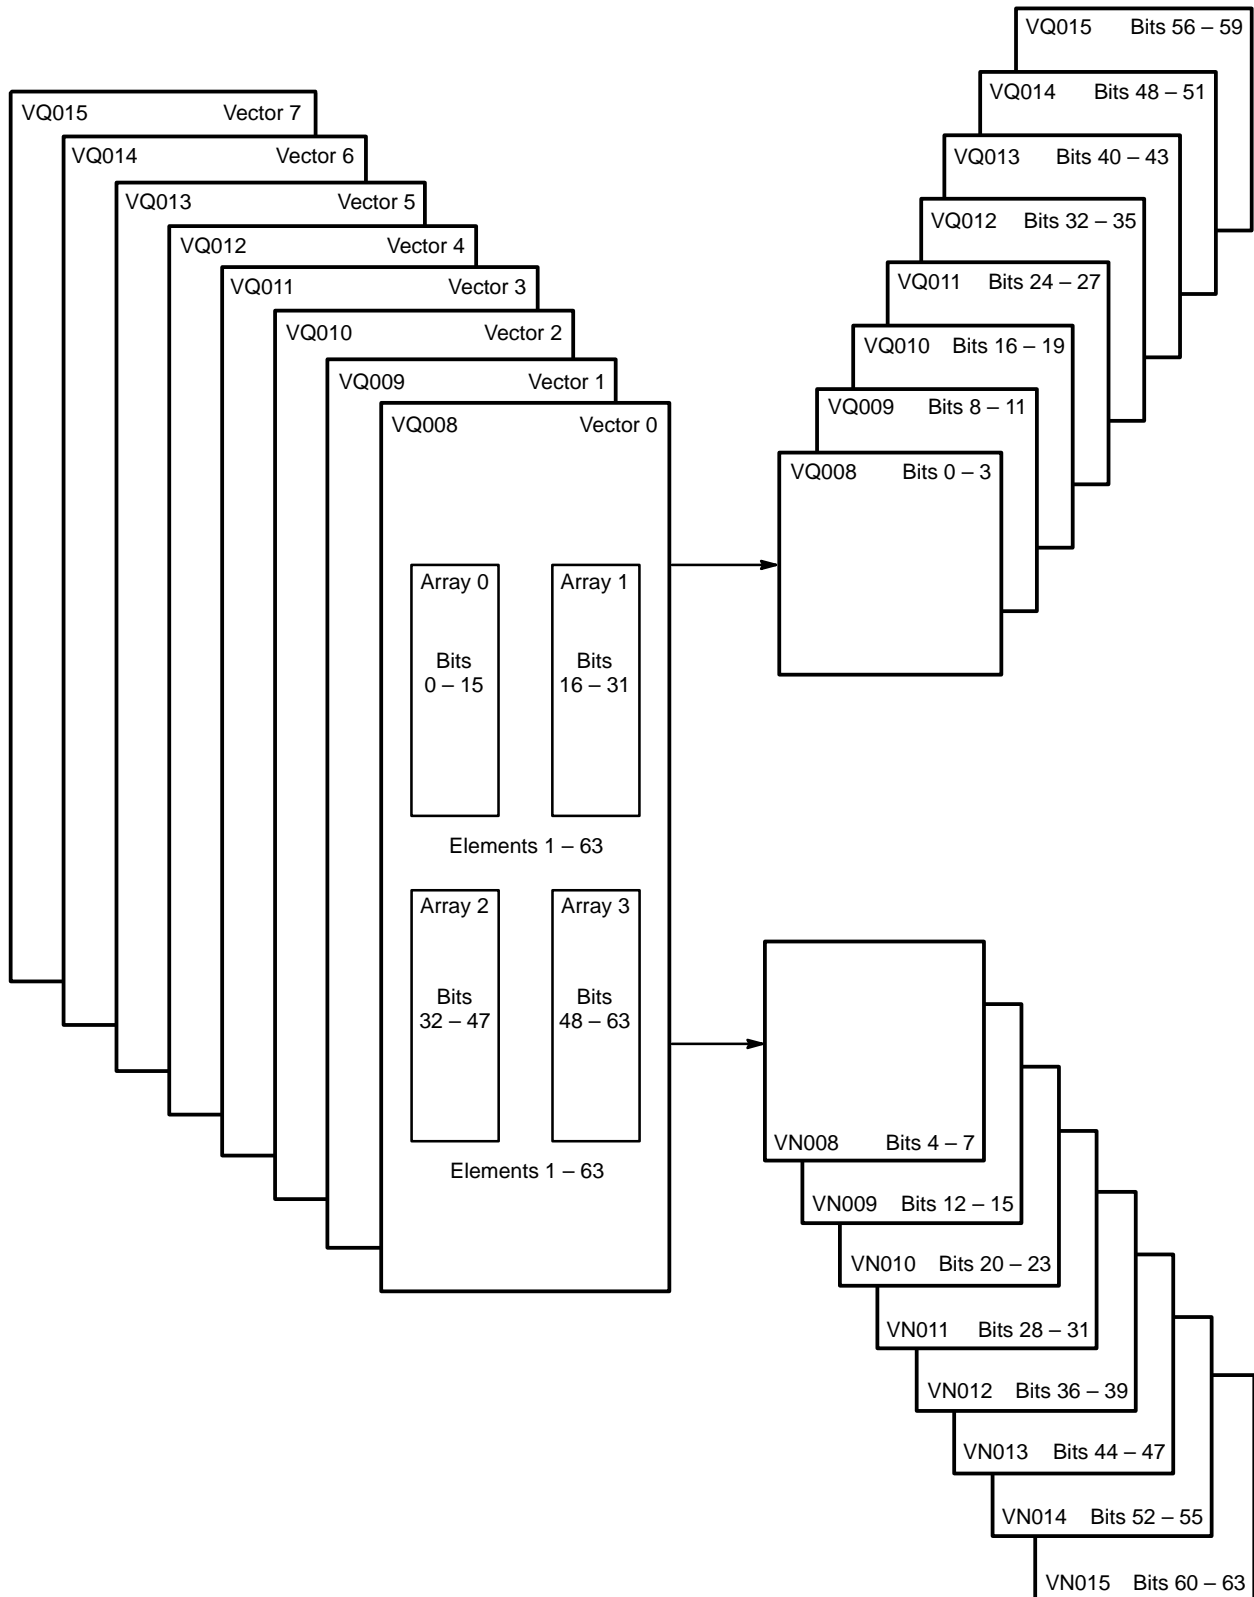 VQ015 Vector 7
VQ014 Vector 6
VQ013 Vector 5
VQ012 Vector 4
VQ011 Vector 3
VQ010 Vector 2
VQ009 Vector 1
VQ008 Vector 0
Array 0
Bits
0 – 15
Array 1
Bits
16 – 31
Elements 1 – 63
Array 2
Bits
32 – 47
Array 3
Bits
48 – 63
Elements 1 – 63
VQ015 Bits 56 – 59
VQ014 Bits 48 – 51
VQ013 Bits 40 – 43
VQ012 Bits 32 – 35
VQ011 Bits 24 – 27
VQ010 Bits 16 – 19
VQ009 Bits 8 – 11
VQ008 Bits 0 – 3
VN008 Bits 4 – 7
VN009 Bits 12 – 15
VN010 Bits 20 – 23
VN011 Bits 28 – 31
VN012 Bits 36 – 39
VN013 Bits 44 – 47
VN014 Bits 52 – 55
VN015 Bits 60 – 63